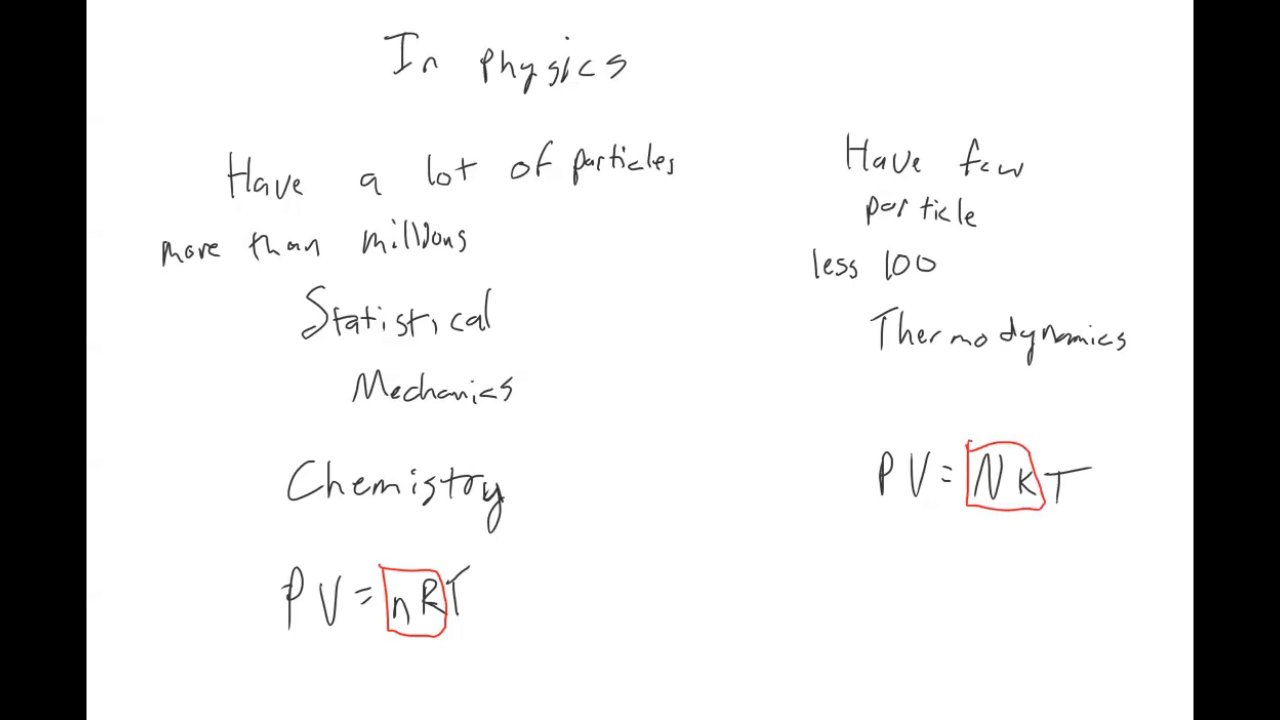 In physics
Have a lot of particles
more than millions
Statistical
Mechanics
Chemistry
PV = nRT
Have few
particle
less 100
Thermodynamics
PV = NKT